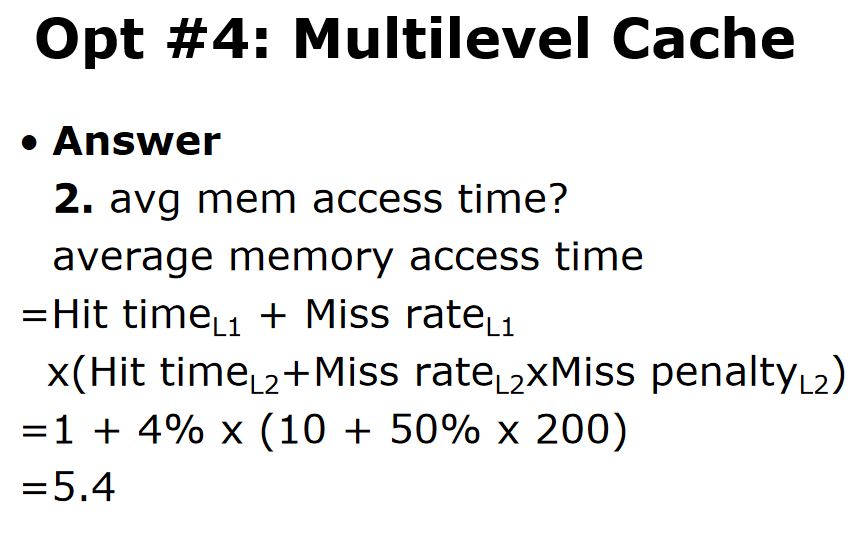 Opt #4: Multilevel Cache
• Answer
2. avg mem access time?
average memory access time
=Hit timeL1 + Miss rateL1
x(Hit timeL2+Miss rateL2xMiss penaltyL2)
=1 + 4% x (10 + 50% x 200)
=5.4